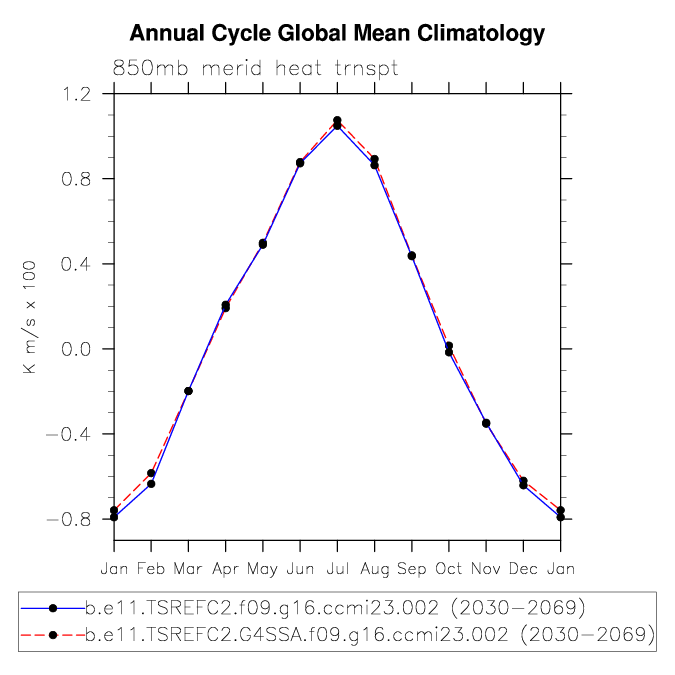 Annual Cycle Global Mean Climatology
850mb merid heat trnspt
1.2
0.8
0.4
0.0
−0.4
−0.8
K m/s x 100
Jan Feb Mar Apr May Jun Jul Aug Sep Oct Nov Dec Jan
b.e11.TSREFC2.f09.g16.ccmi23.002 (2030−2069)
b.e11.TSREFC2.G4SSA.f09.g16.ccmi23.002 (2030−2069)